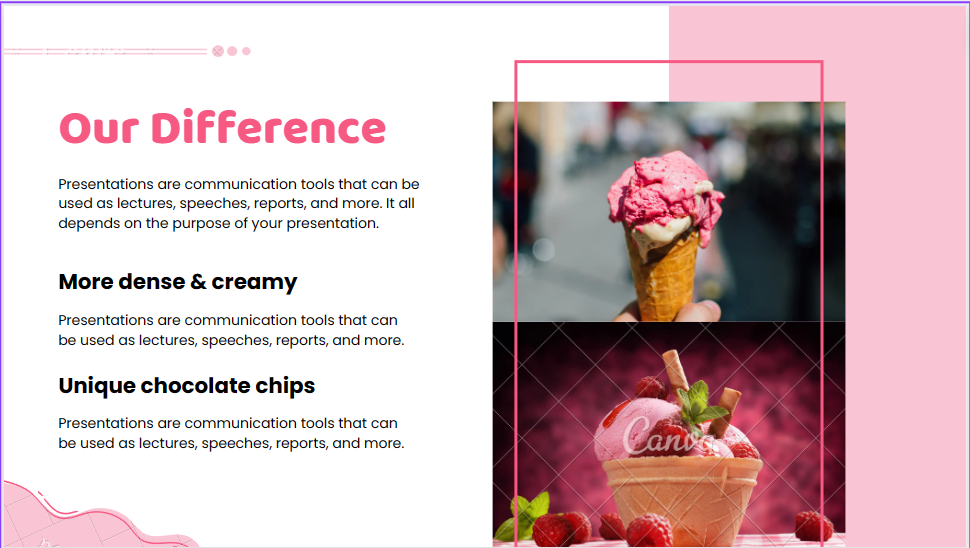 Our Difference
Presentations are communication tools that can be
used as lectures, speeches, reports, and more. It all
depends on the purpose of your presentation.
More dense & creamy
Presentations are communication tools that can
be used as lectures, speeches, reports, and more.
Unique chocolate chips
Presentations are communication tools that can
be used as lectures, speeches, reports, and more.
Canva